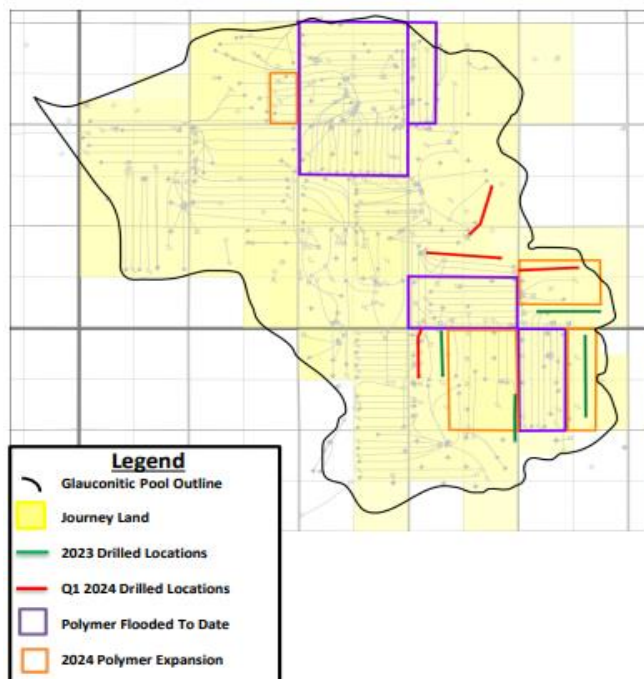 Legend
Glauconitic Pool Outline
Journey Land
2023 Drilled Locations
Q1 2024 Drilled Locations
Polymer Flooded To Date
2024 Polymer Expansion